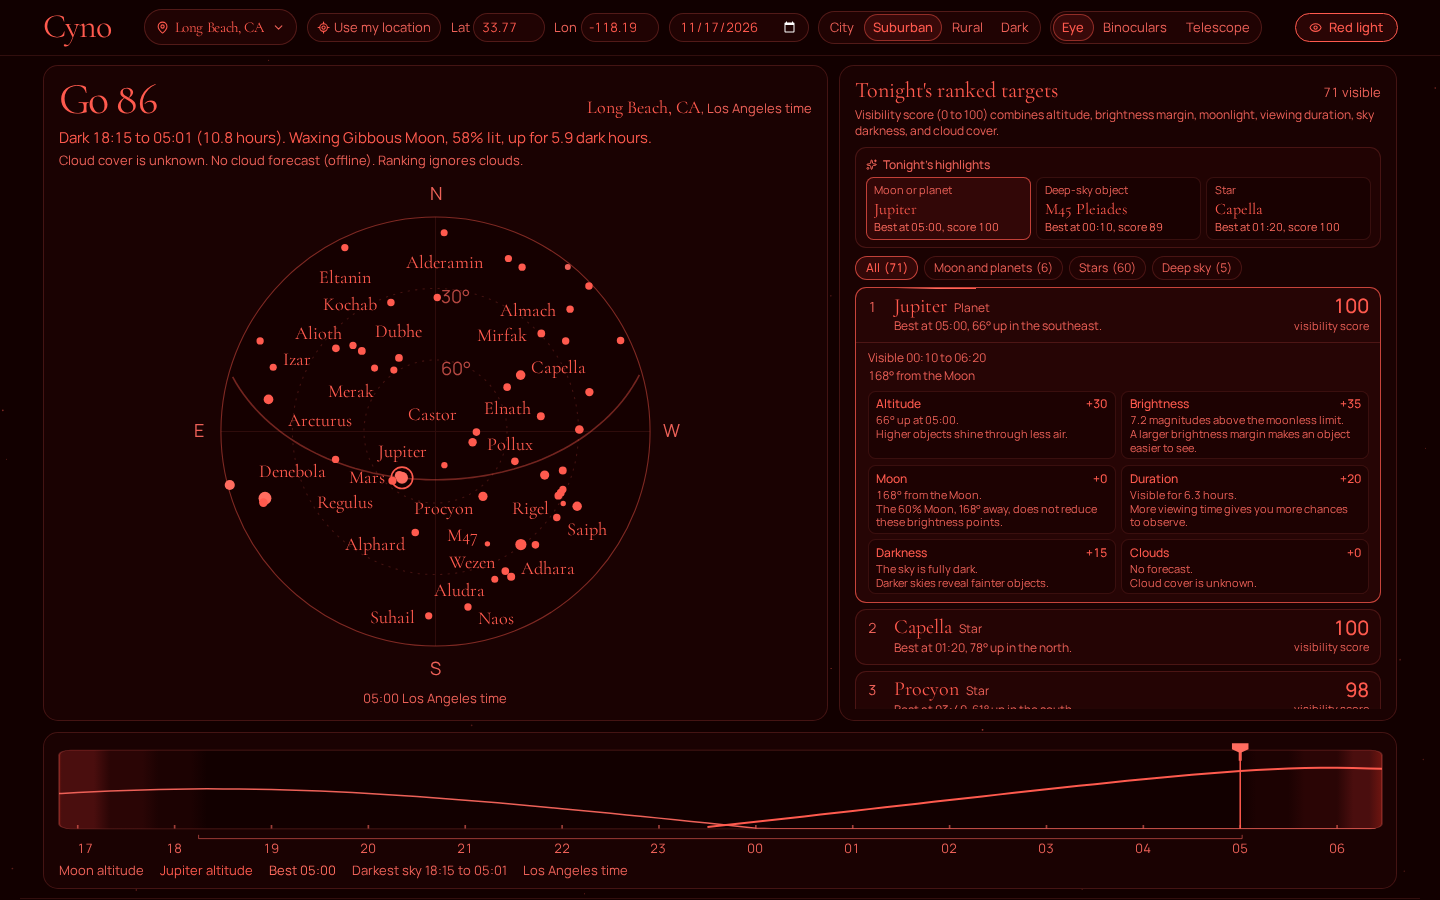 Cyno
Long Beach, CA
Use my location
Lat 33.77
Lon -118.19
11/17/2026
City Suburban Rural Dark
Eye Binoculars Telescope
Red light
Go 86
Long Beach, CA, Los Angeles time
Dark 18:15 to 05:01 (10.8 hours). Waxing Gibbous Moon, 58% lit, up for 5.9 dark hours.
Cloud cover is unknown. No cloud forecast (offline). Ranking ignores clouds.
N
Alderamin
Eltanin
30°
Kochab
Almach
Alioth
Dubhe
Mirfak
Izar
60°
Capella
Merak
Castor
Elnath
Arcturus
E
W
Jupiter
Pollux
Denebola
Mars
Regulus
Procyon
Rigel
Saiph
Alphard
M47
Wezen
Adhara
Aludra
Suhail
Naos
S
05:00 Los Angeles time
Tonight's ranked targets
71 visible
Visibility score (0 to 100) combines altitude, brightness margin, moonlight, viewing duration, sky
darkness, and cloud cover.
Tonight's highlights
Moon or planet
Jupiter
Best at 05:00, score 100
Deep-sky object
M45 Pleiades
Best at 00:10, score 89
Star
Capella
Best at 01:20, score 100
All (71)
Moon and planets (6)
Stars (60)
Deep sky (5)
1 Jupiter Planet 100
Best at 05:00, 66° up in the southeast. visibility score
Visible 00:10 to 06:20
168° from the Moon
Altitude +30
66° up at 05:00.
Higher objects shine through less air.
Brightness +35
7.2 magnitudes above the moonless limit.
A larger brightness margin makes an object
easier to see.
Moon +0
168° from the Moon.
The 60% Moon, 168° away, does not reduce
these brightness points.
Duration +20
Visible for 6.3 hours.
More viewing time gives you more chances
to observe.
Darkness +15
The sky is fully dark.
Darker skies reveal fainter objects.
Clouds +0
No forecast.
Cloud cover is unknown.
2 Capella Star 100
Best at 01:20, 78° up in the north. visibility score
3 Procyon Star 98
Best at 03:40, 61° up in the south. visibility score
17 18 19 20 21 22 23 00 01 02 03 04 05 06
Moon altitude Jupiter altitude Best 05:00 Darkest sky 18:15 to 05:01 Los Angeles time